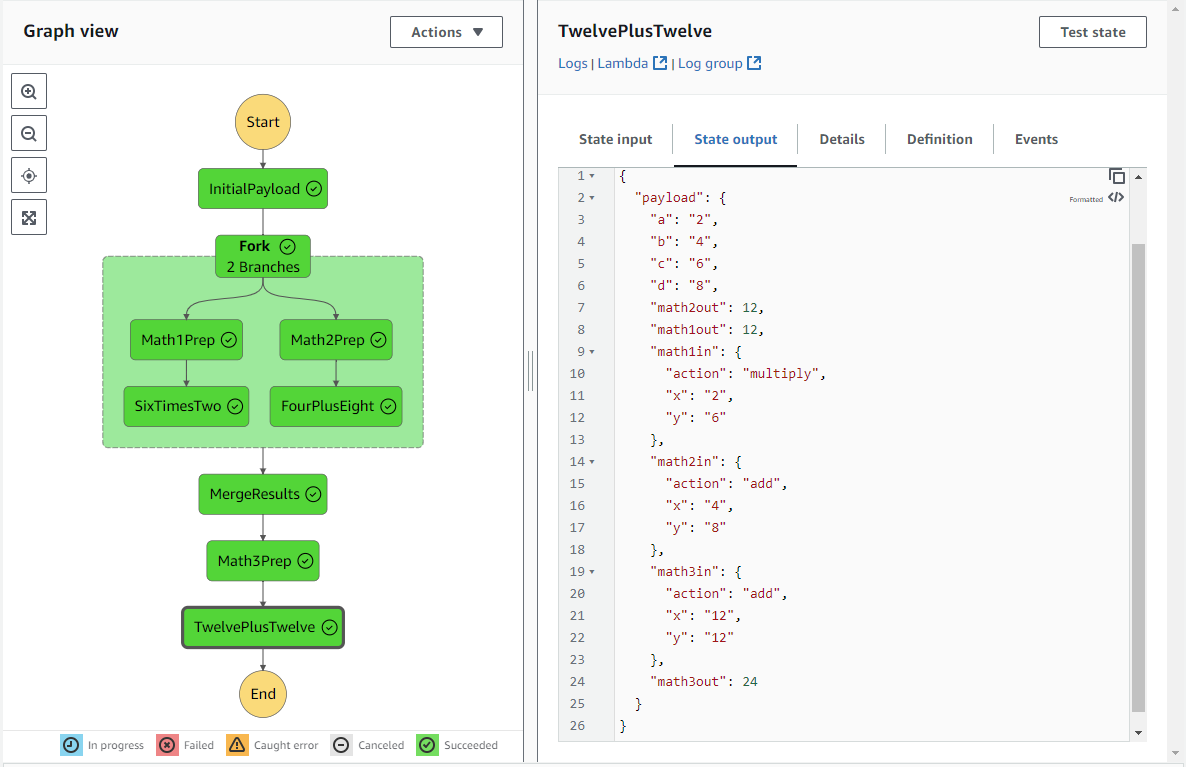 Graph view
Actions
Start
InitialPayload
Fork
2 Branches
Math1Prep
Math2Prep
SixTimesTwo
FourPlusEight
MergeResults
Math3Prep
TwelvePlusTwelve
End
In progress
Failed
Caught error
Canceled
Succeeded
TwelvePlusTwelve
Test state
Logs | Lambda | Log group
State input
State output
Details
Definition
Events
Formatted
1 {
2 "payload": {
3 "a": "2",
4 "b": "4",
5 "c": "6",
6 "d": "8",
7 "math2out": 12,
8 "math1out": 12,
9 "math1in": {
10 "action": "multiply",
11 "x": "2",
12 "y": "6"
13 },
14 "math2in": {
15 "action": "add",
16 "x": "4",
17 "y": "8"
18 },
19 "math3in": {
20 "action": "add",
21 "x": "12",
22 "y": "12"
23 },
24 "math3out": 24
25 }
26 }